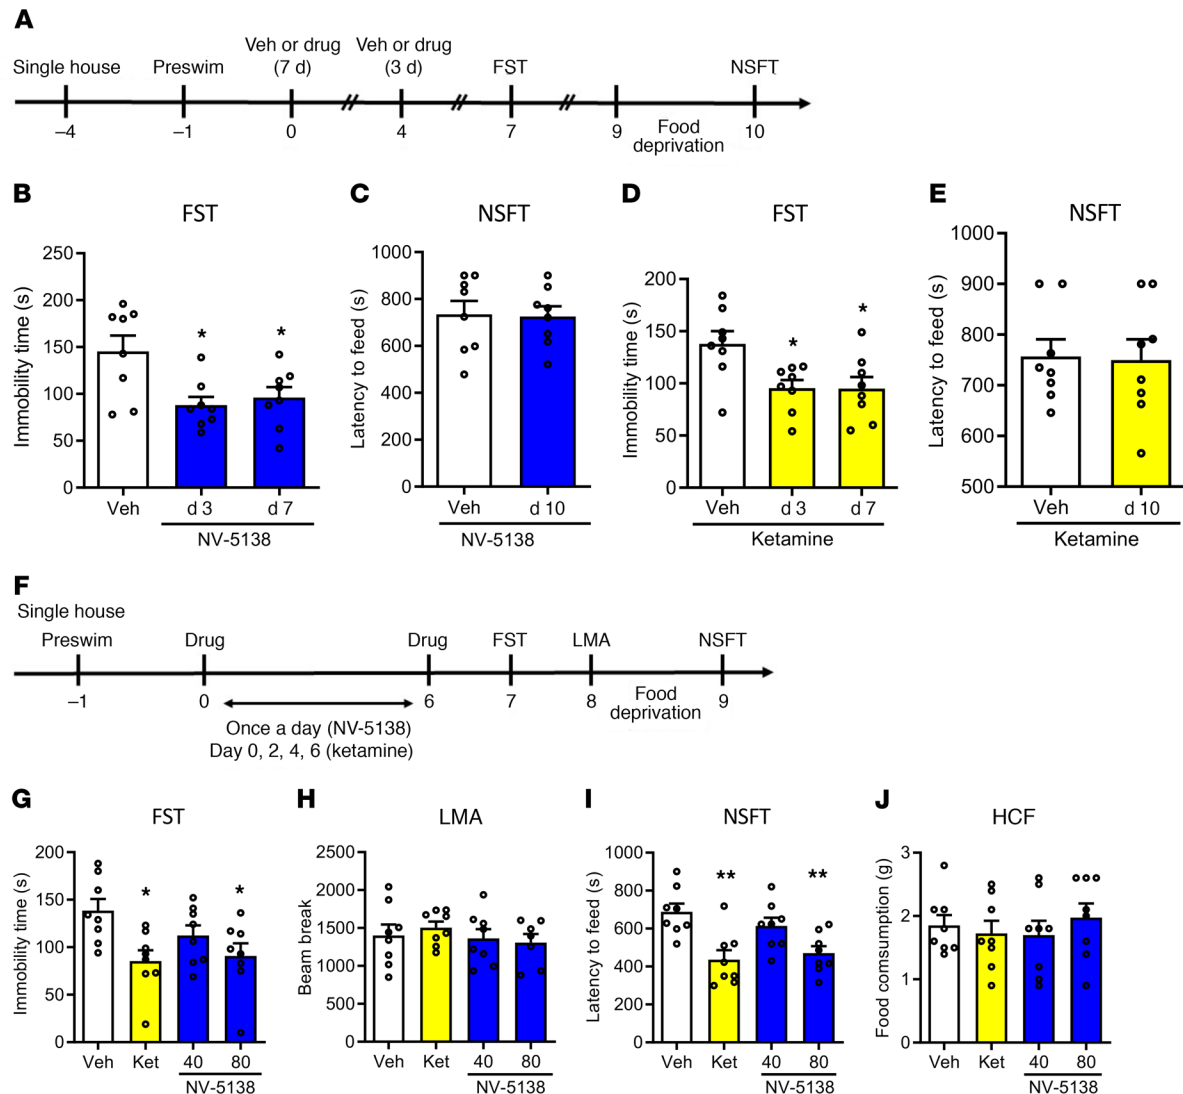 A
Single house
Preswim
Veh or drug
(7 d)
Veh or drug
(3 d)
FST
NSFT
–4
–1
0
4
7
9
Food
deprivation
10
B
FST
Immobility time (s)
250
200
150
100
50
0
Veh
d 3
d 7
NV-5138
*
*
C
NSFT
Latency to feed (s)
1000
800
600
400
200
0
Veh
d 10
NV-5138
D
FST
Immobility time (s)
200
150
100
50
0
Veh
d 3
d 7
Ketamine
*
*
E
NSFT
Latency to feed (s)
1000
900
800
700
600
500
Veh
d 10
Ketamine
F
Single house
Preswim
Drug
Drug
FST
LMA
NSFT
–1
0
6
7
8
Food
deprivation
9
Once a day (NV-5138)
Day 0, 2, 4, 6 (ketamine)
G
FST
Immobility time (s)
200
150
100
50
0
Veh
Ket
40
80
NV-5138
*
*
H
LMA
Beam break
2500
2000
1500
1000
500
0
Veh
Ket
40
80
NV-5138
I
NSFT
Latency to feed (s)
1000
800
600
400
200
0
Veh
Ket
40
80
NV-5138
**
**
J
HCF
Food comsumption (g)
3
2
1
0
Veh
Ket
40
80
NV-5138